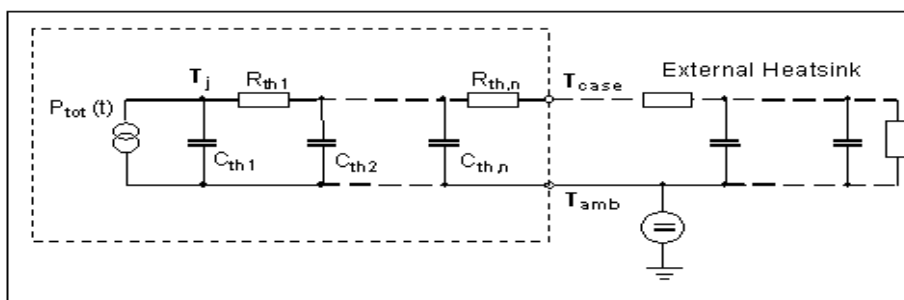 External Heatsink
T_j
R_th1
R_th,n
T_case
P_tot (t)
C_th1
C_th2
C_th,n
T_amb